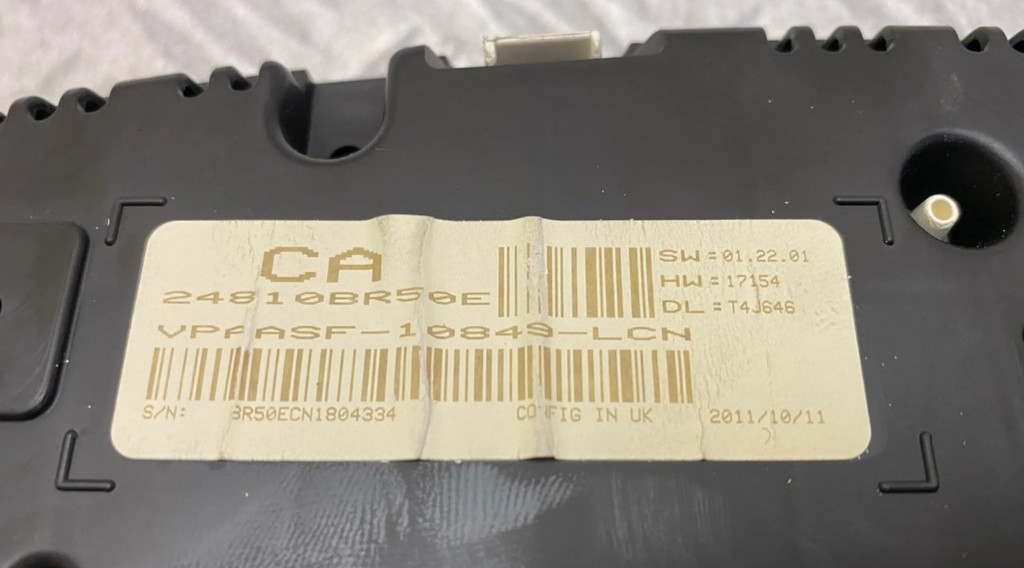 CA
24810BR50E
SW = 01.22.01
HW = 17154
DL = T4J646
VPAASF-10849-LCN
S/N: BR50ECN1804334 CONFIG IN UK 2011/10/11